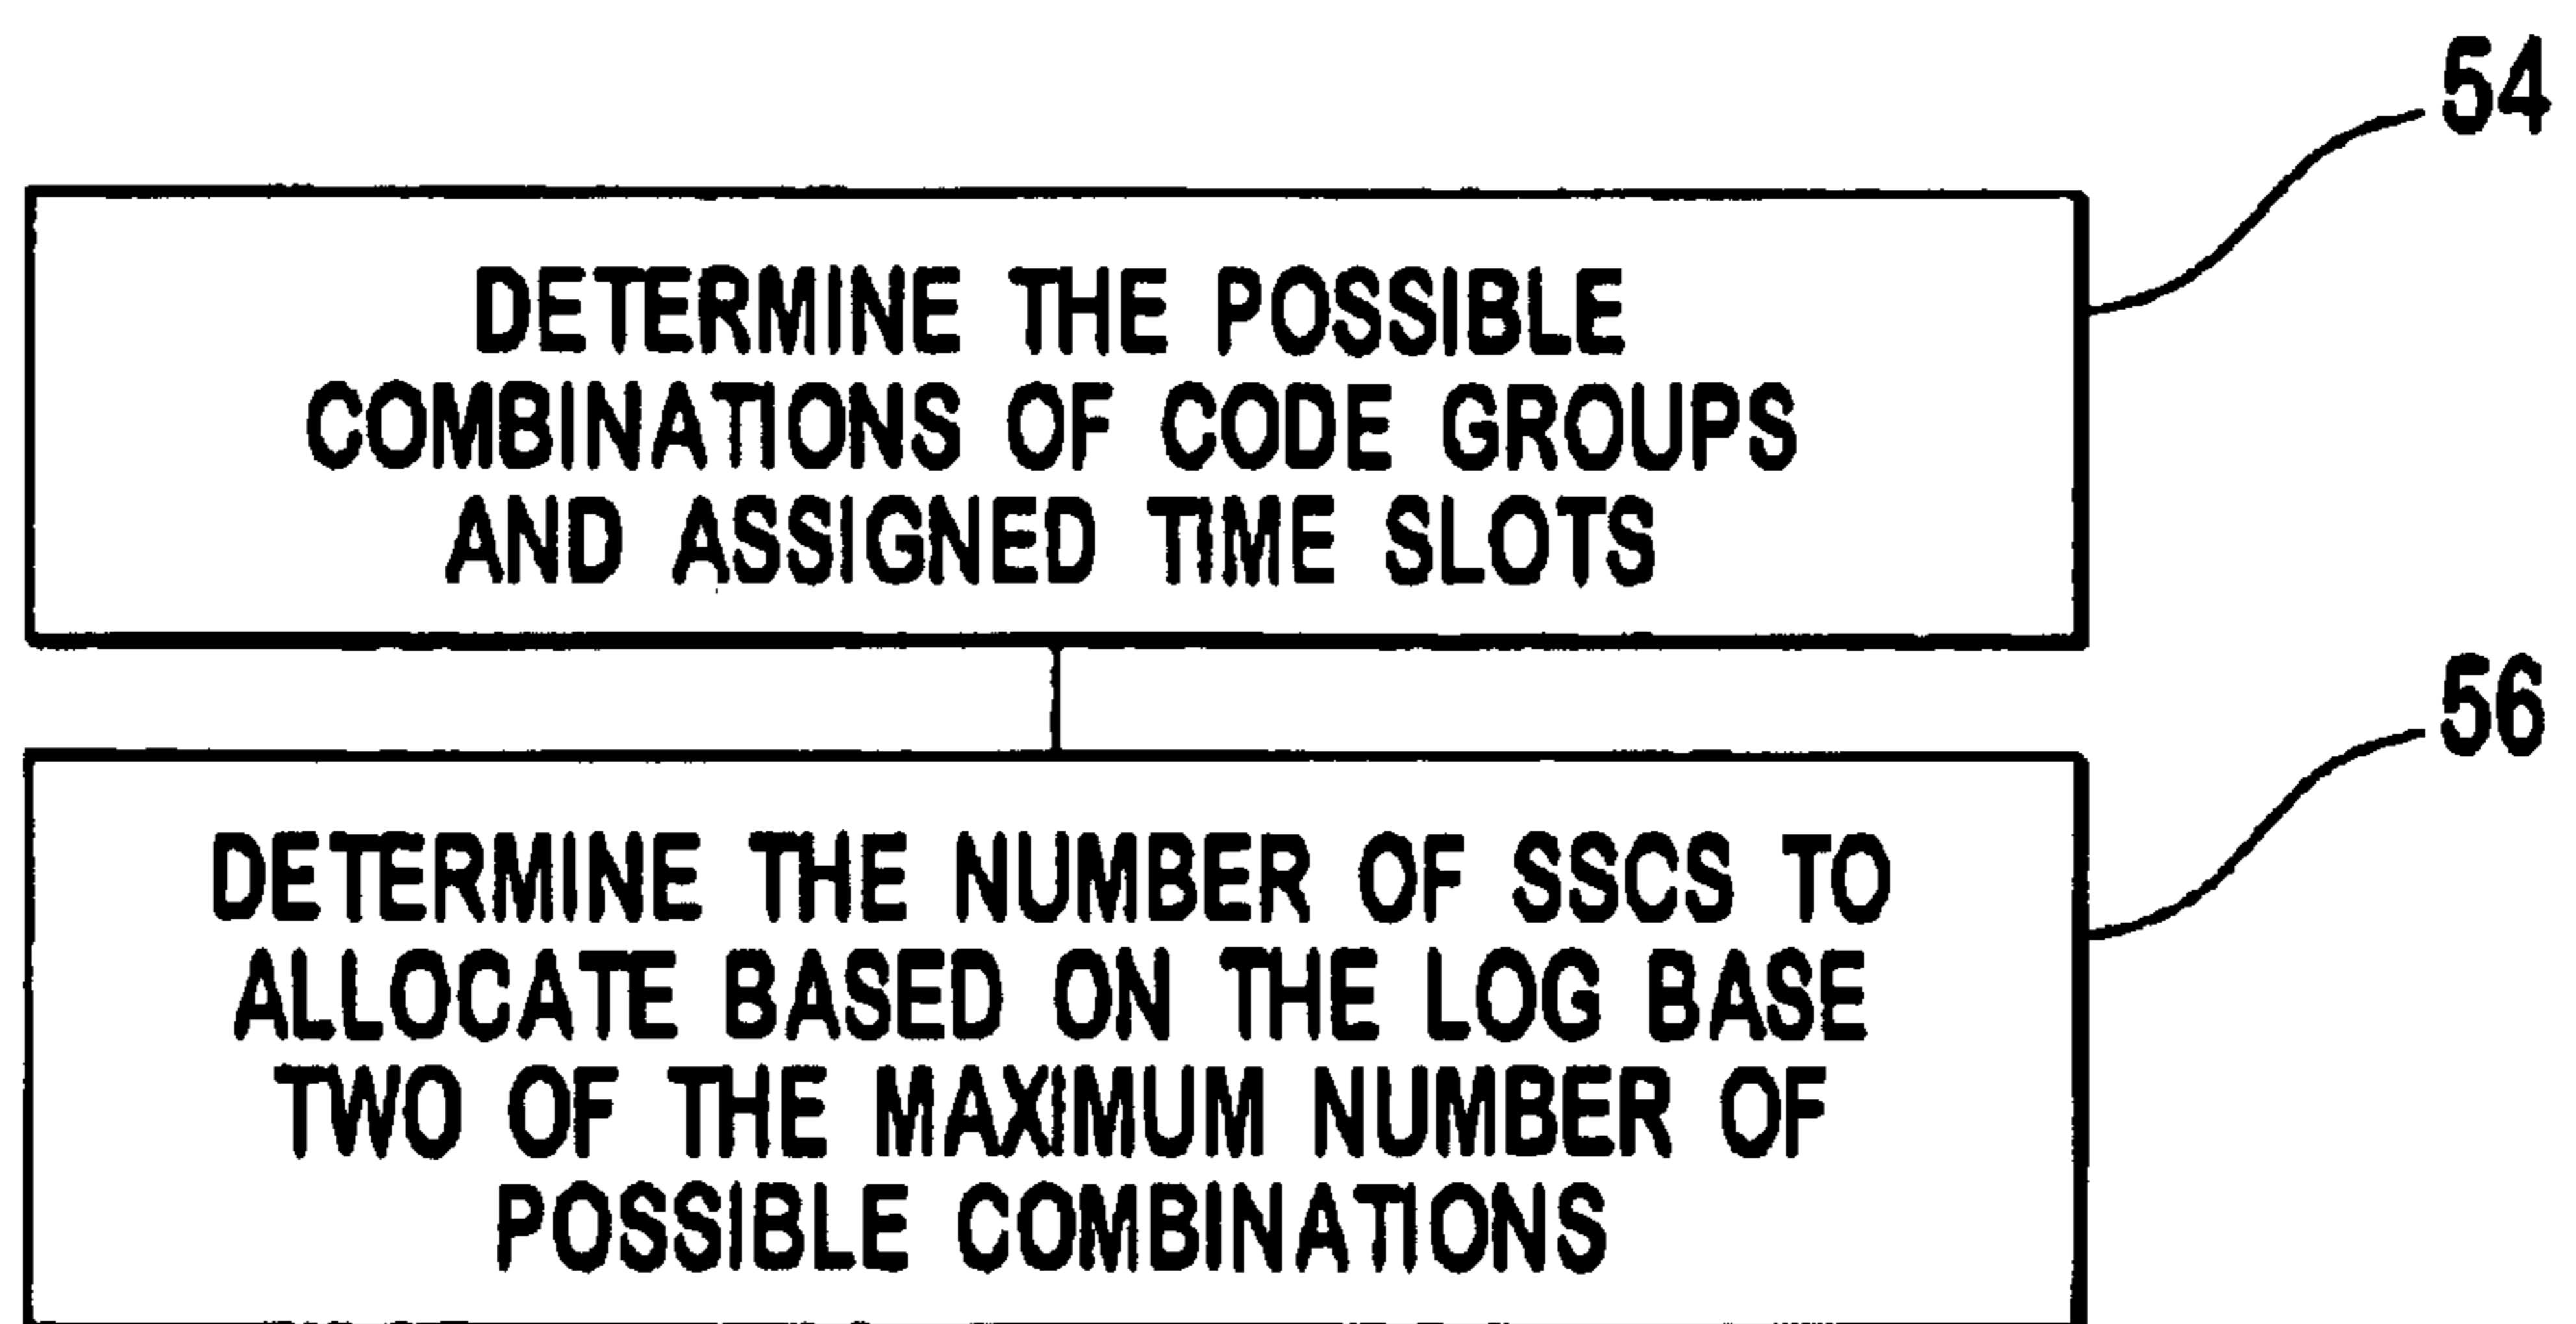 54
DETERMINE THE POSSIBLE
COMBINATIONS OF CODE GROUPS
AND ASSIGNED TIME SLOTS
56
DETERMINE THE NUMBER OF SSCS TO
ALLOCATE BASED ON THE LOG BASE
TWO OF THE MAXIMUM NUMBER OF
POSSIBLE COMBINATIONS